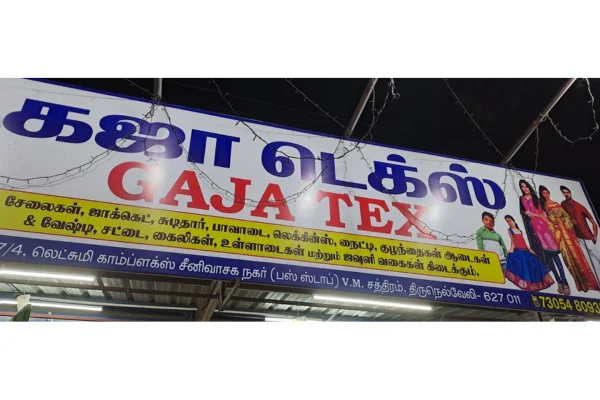 கஜா டெக்ஸ்
GAJA TEX
சேலைகள், ஜாக்கெட், சுடிதார், பாவாடை, லெக்கின்ஸ், நைட்டி, குழந்தைகள் ஆடைகள்
& வேஷ்டி, சட்டை, கைலிகள், உள்ளாடைகள் மற்றும் ஜவுளி வகைகள் கிடைக்கும்.
7/4, லெட்சுமி காம்ப்ளக்ஸ் சீனிவாசக நகர் (பஸ் ஸ்டாப்) V.M. சத்திரம், திருநெல்வேலி- 627 011
73054 8093